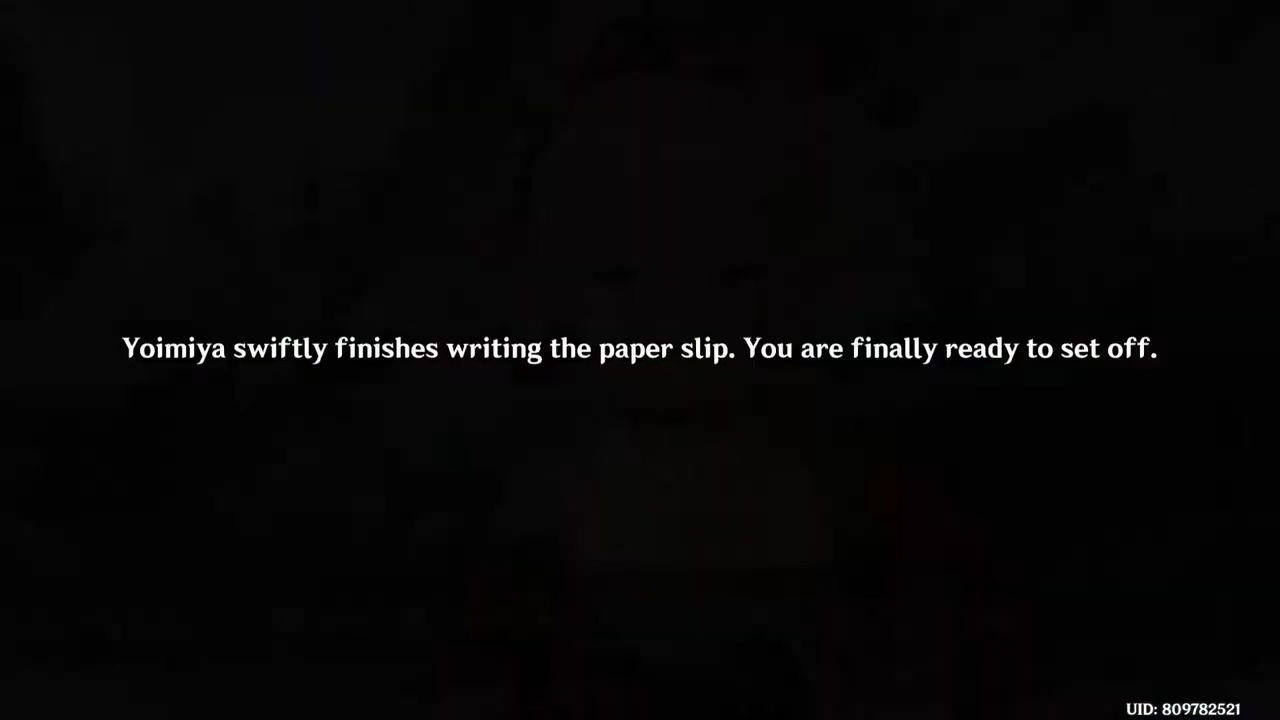 Yoimiya swiftly finishes writing the paper slip. You are finally ready to set off.
UID: 809782521